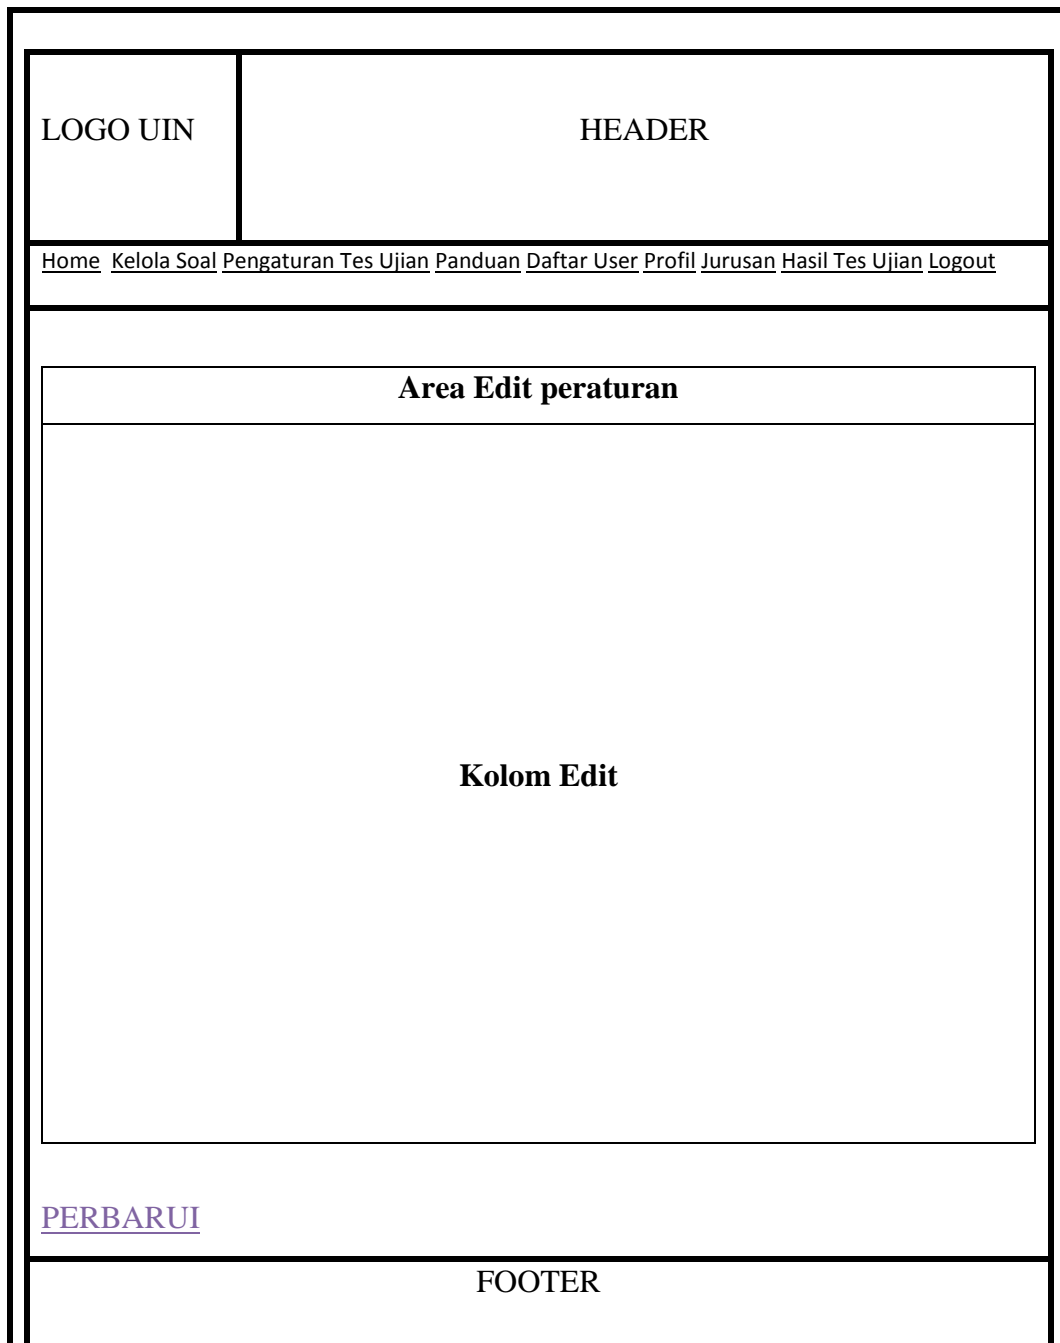 LOGO UIN
HEADER
Home Kelola Soal Pengaturan Tes Ujian Panduan Daftar User Profil Jurusan Hasil Tes Ujian Logout
Area Edit peraturan
Kolom Edit
PERBARUI
FOOTER